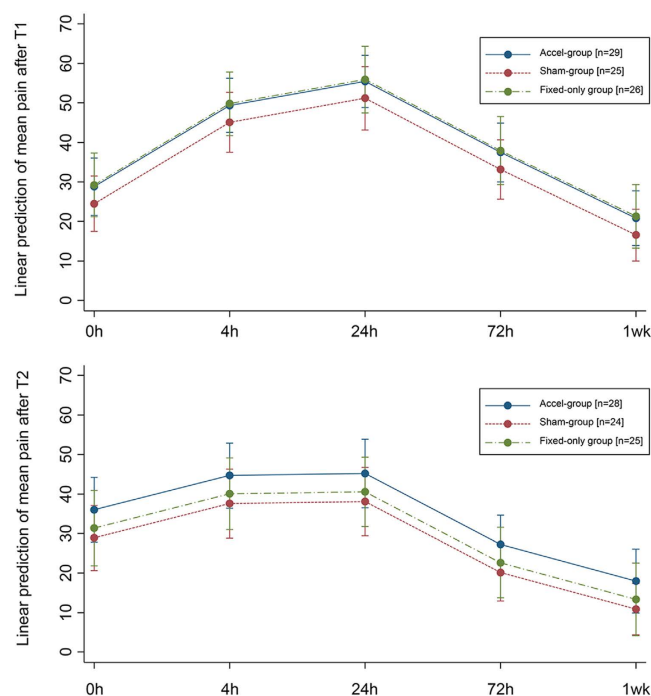 Linear prediction of mean pain after T1
70
60
50
40
30
20
10
0
Accel-group [n=29]
Sham-group [n=25]
Fixed-only group [n=26]
0h 4h 24h 72h 1wk
Linear prediction of mean pain after T2
70
60
50
40
30
20
10
0
Accel-group [n=28]
Sham-group [n=24]
Fixed-only group [n=25]
0h 4h 24h 72h 1wk